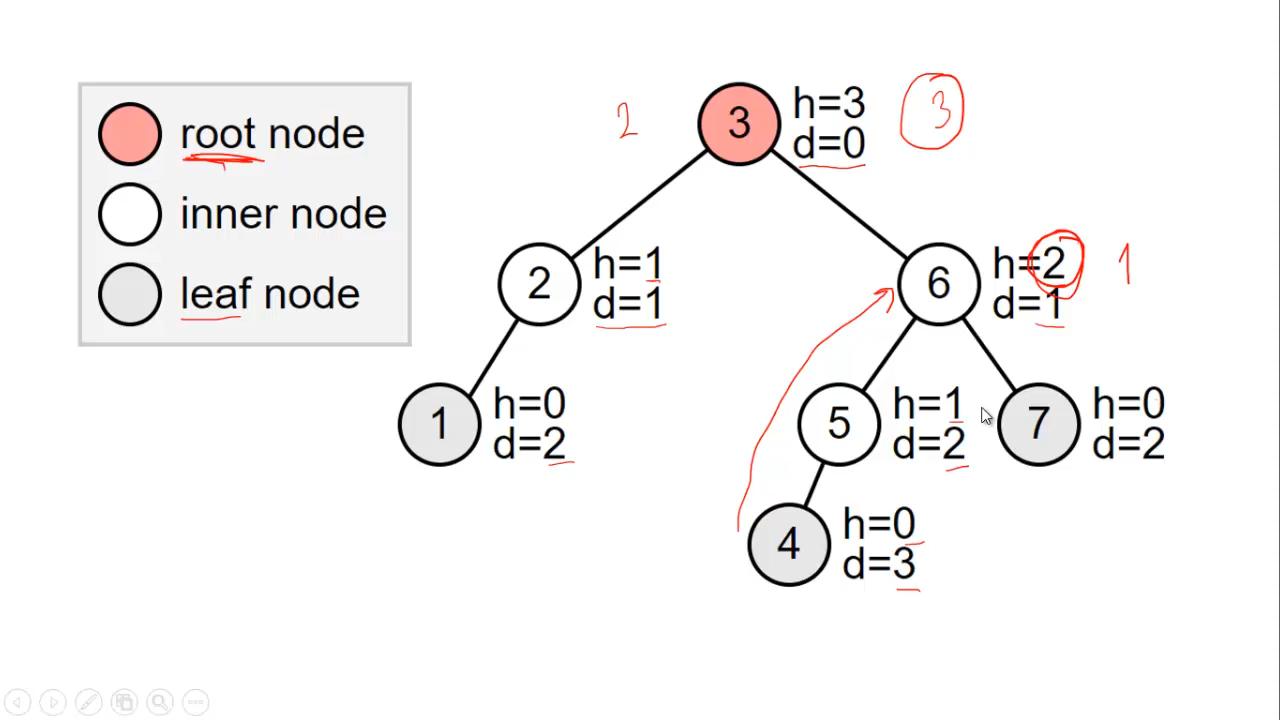 root node
inner node
leaf node
2
3
h=3
d=0
3
2
h=1
d=1
6
h=2
d=1
1
1
h=0
d=2
5
h=1
d=2
7
h=0
d=2
4
h=0
d=3